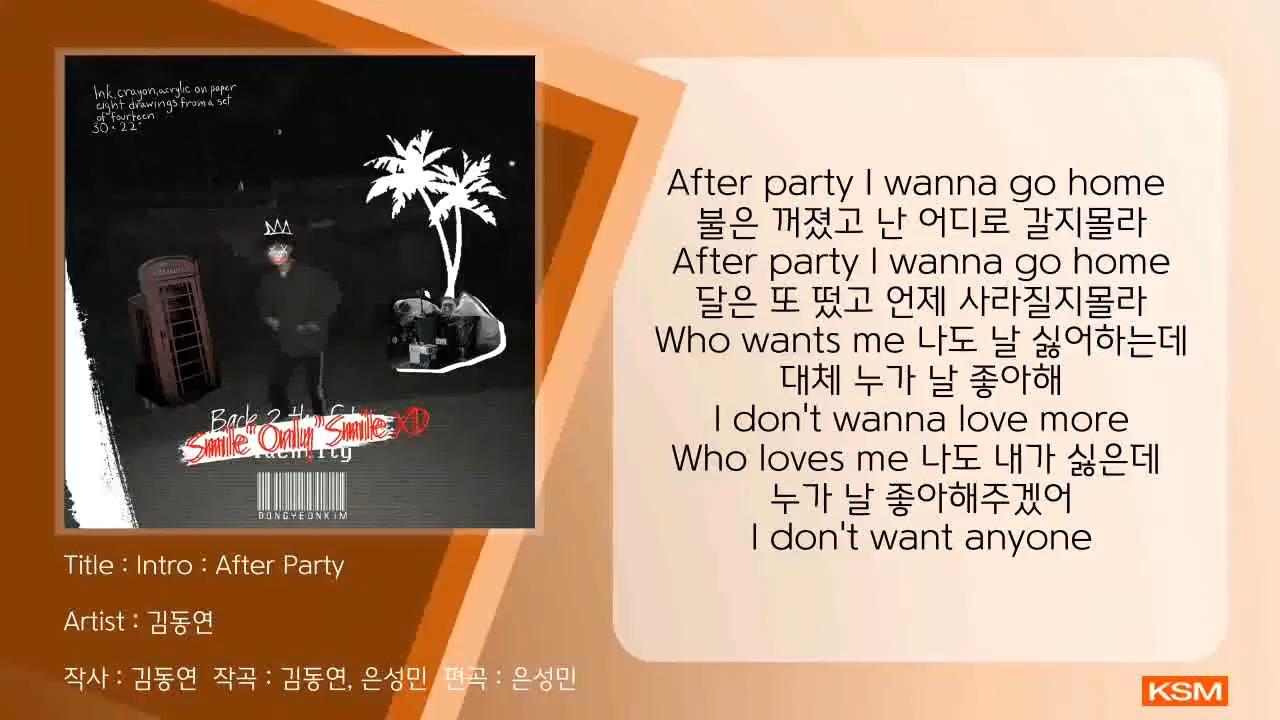 Ink, crayon, acrylic on paper
eight drawings from a set
of fourteen
30 × 22"
Back 2 the
Smile "Only" Smile XD
DONGYEONKIM
Title : Intro : After Party
Artist : 김동연
작사 : 김동연 작곡 : 김동연, 은성민 편곡 : 은성민
After party I wanna go home
불은 꺼졌고 난 어디로 갈지몰라
After party I wanna go home
달은 또 떴고 언제 사라질지몰라
Who wants me 나도 날 싫어하는데
대체 누가 날 좋아해
I don't wanna love more
Who loves me 나도 내가 싫은데
누가 날 좋아해주겠어
I don't want anyone
KSM